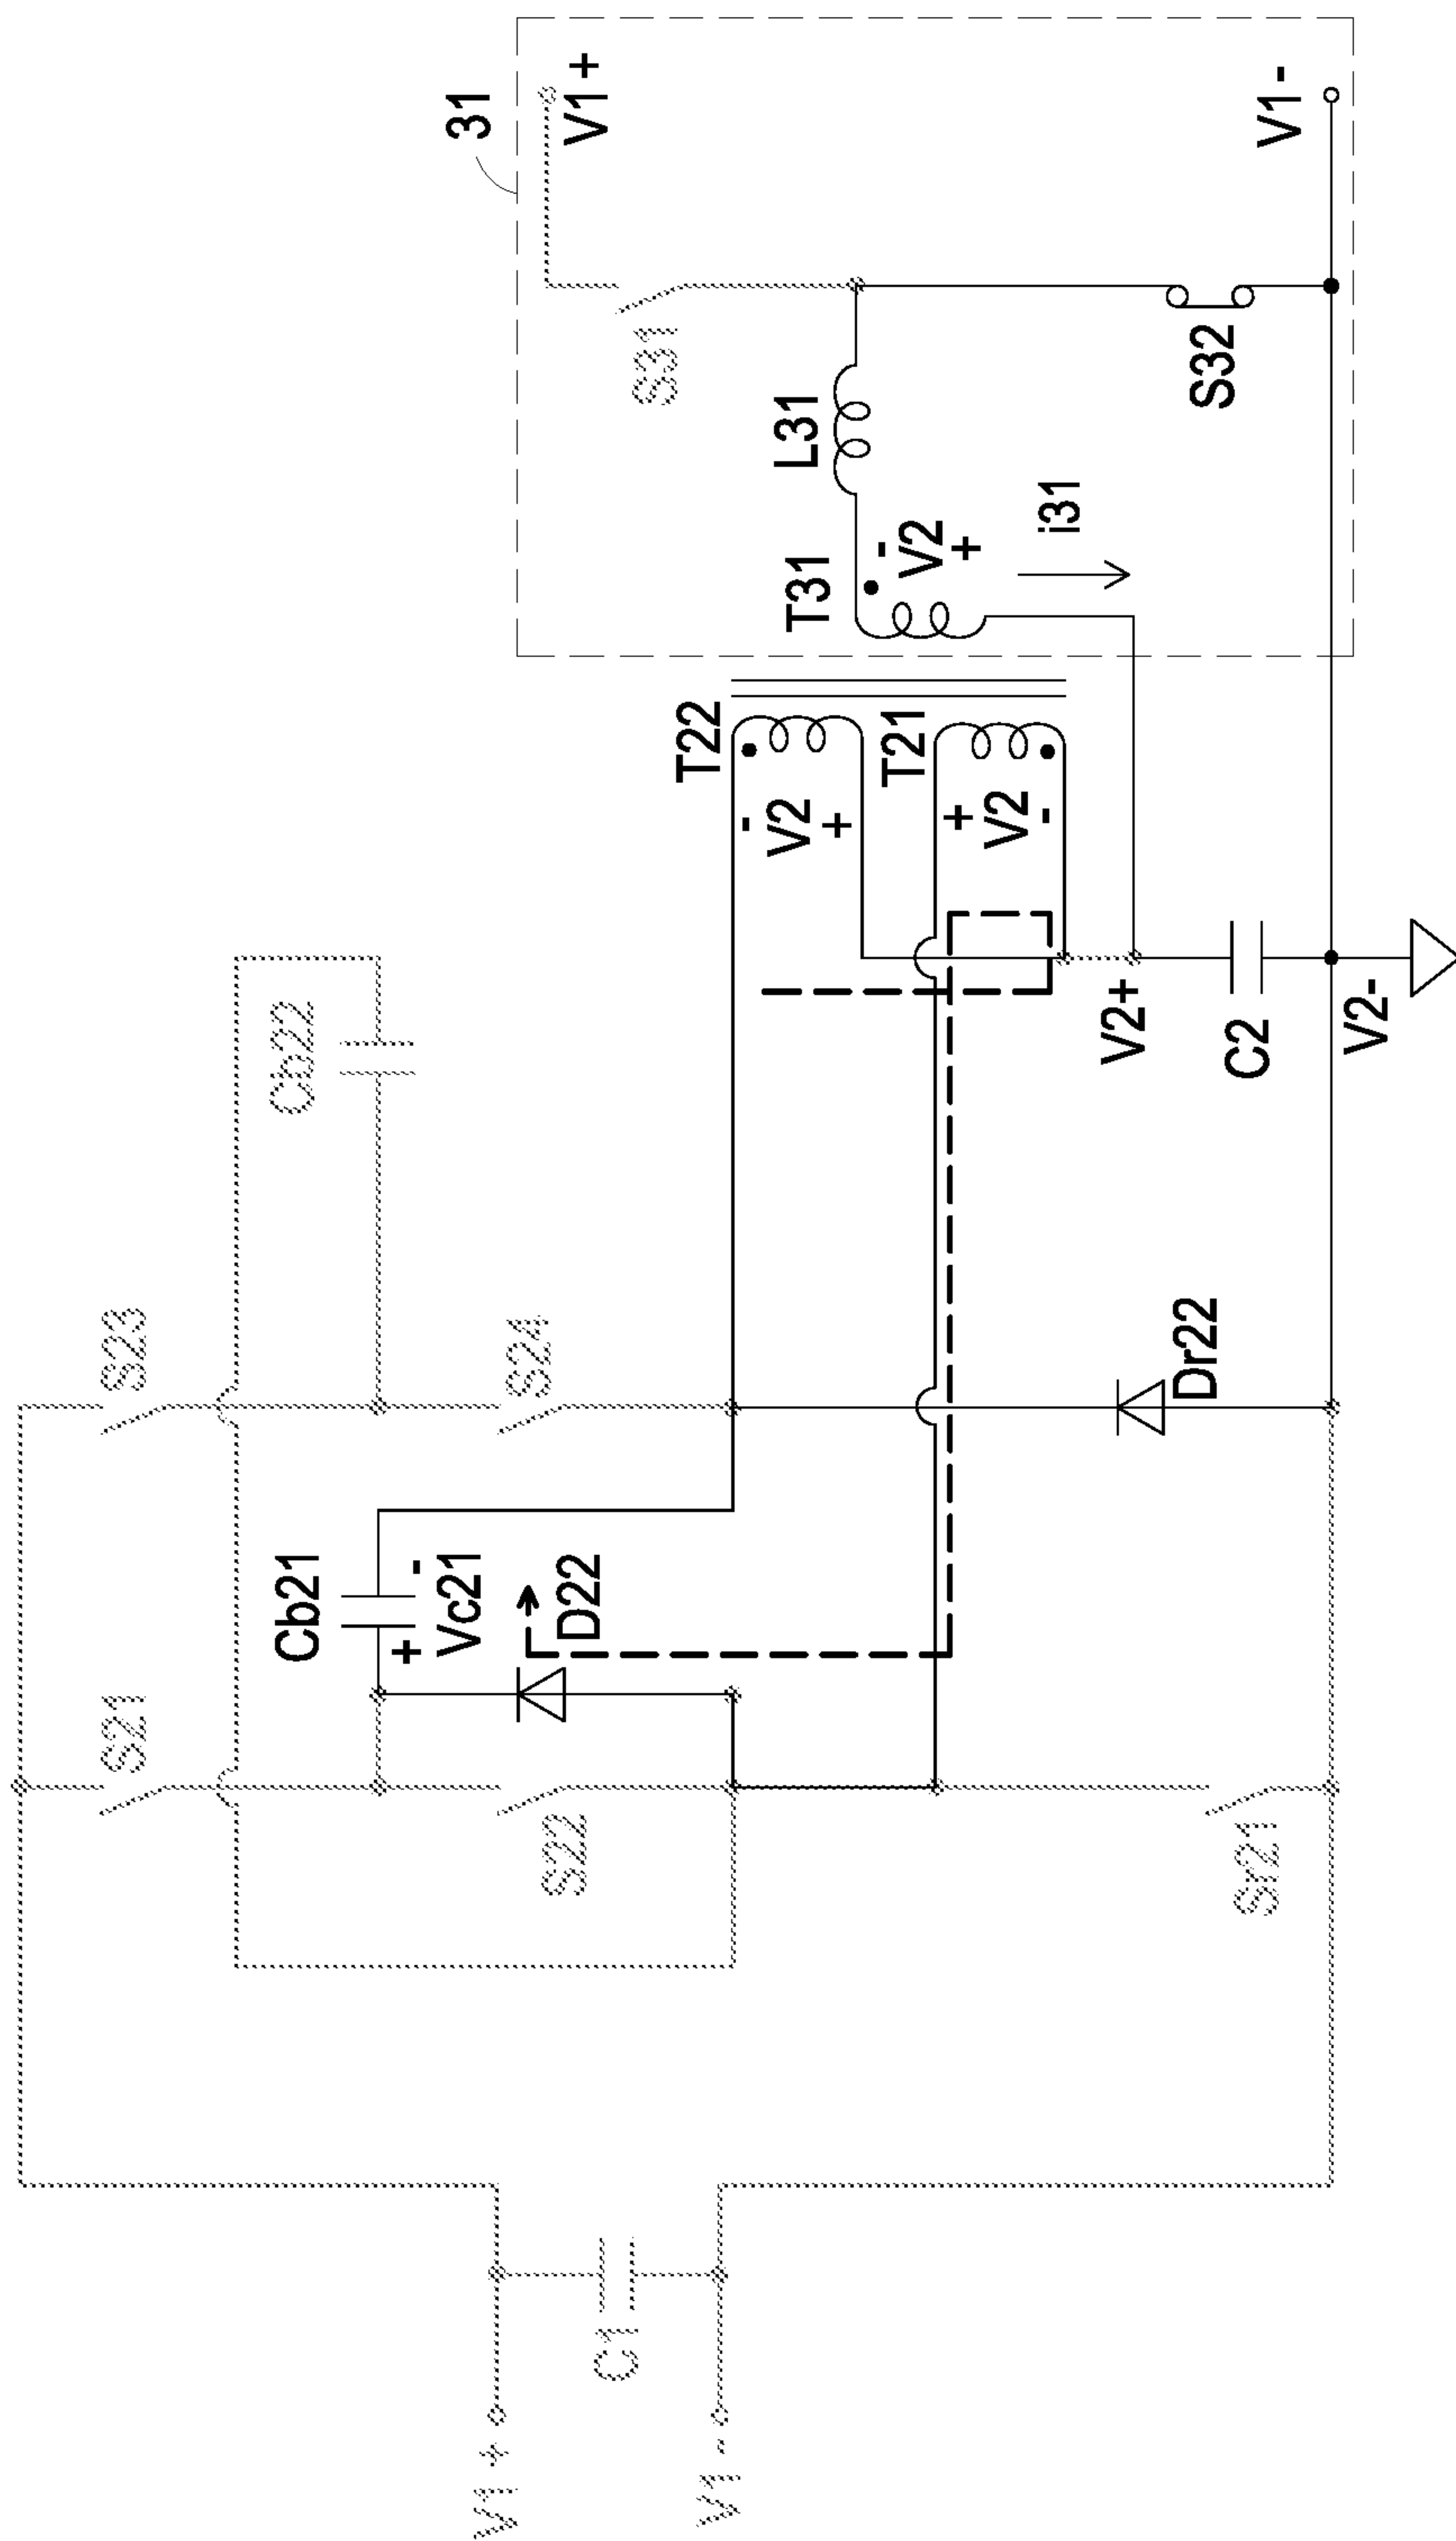 31
V1+
S31
L31
T31
-
V2
+
i31
S32
V1-
T22
-
V2
+
T21
+
V2
-
Cb22
V2+
C2
V2-
S23
S24
Dr22
Cb21
+
Vc21
-
D22
S21
S22
Sr21
C1
V1+
V1-